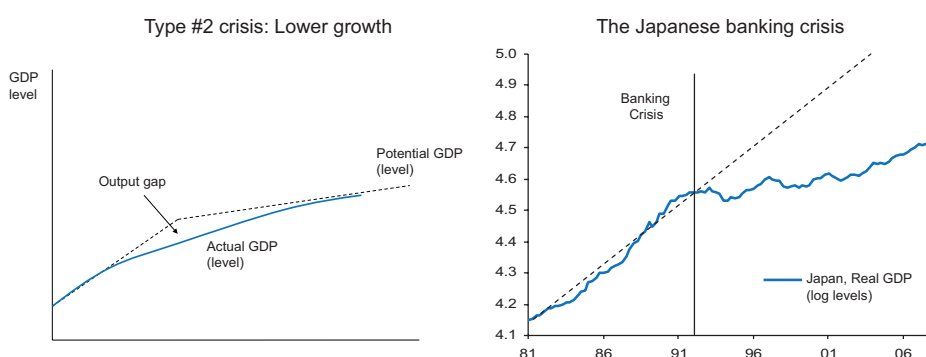 Type #2 crisis: Lower growth
GDP
level
Potential GDP
(level)
Output gap
Actual GDP
(level)
The Japanese banking crisis
5.0
4.9
4.8
4.7
4.6
4.5
4.4
4.3
4.2
4.1
Banking
Crisis
Japan, Real GDP
(log levels)
81
86
91
96
01
06